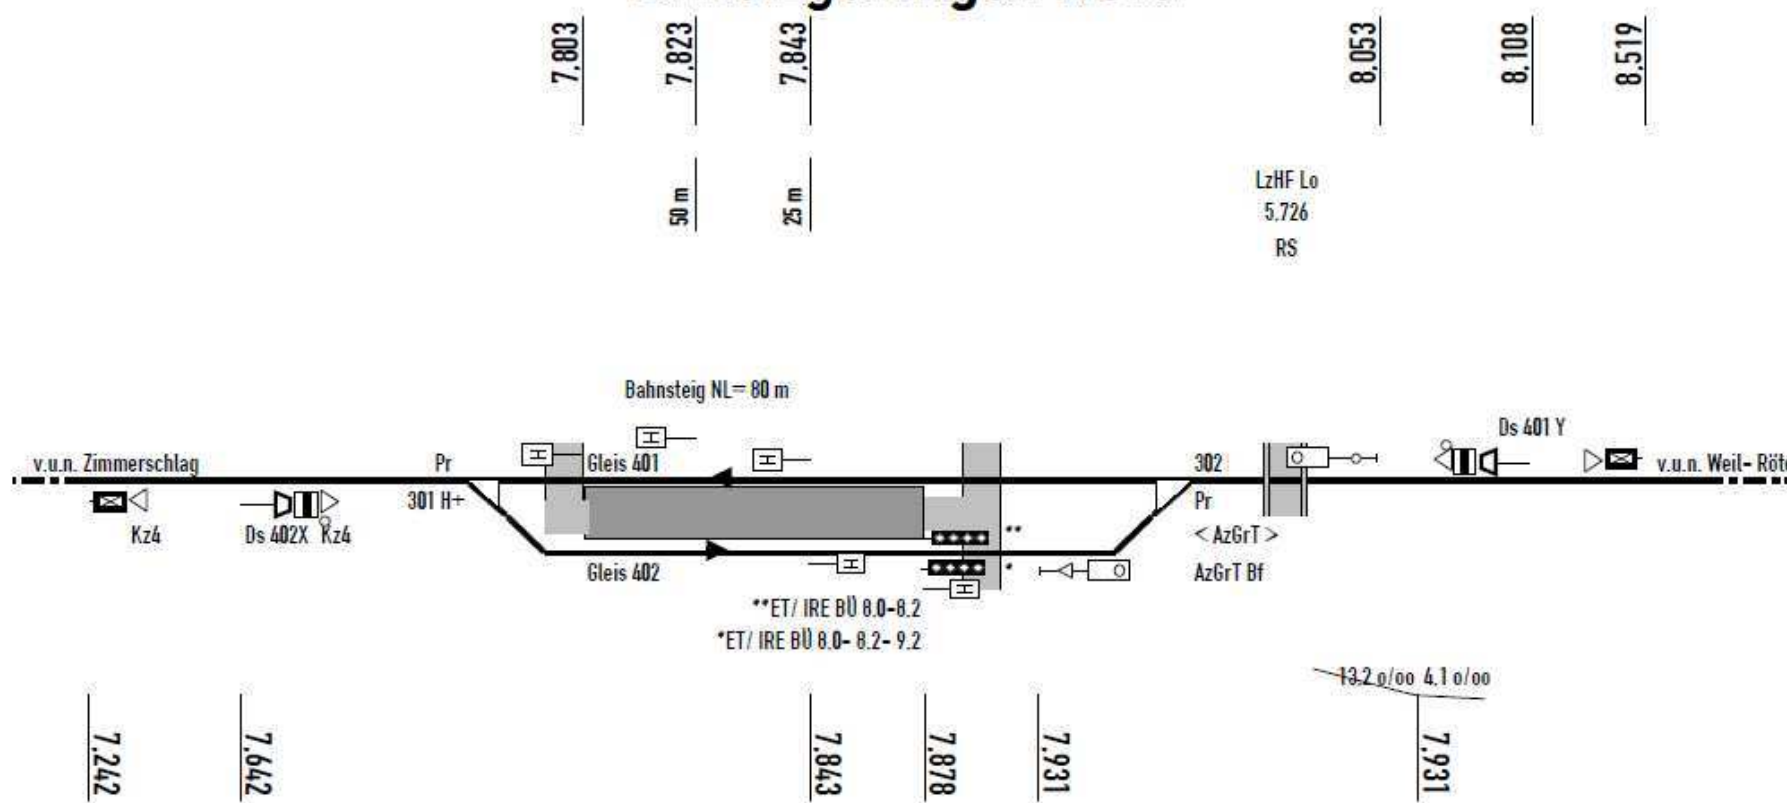 7,803
7,823
7,843
8,053
8,108
8,519
50 m
25 m
LzHF Lo
5.726
RS
Bahnsteig NL= 80 m
Ds 401 Y
v.u.n. Zimmerschlag
Pr
Gleis 401
302
v.u.n. Weil- Röte
301 H+
Pr
Kz4
Ds 402X Kz4
**
< AzGrT >
Gleis 402
*
AzGrT Bf
**ET/ IRE BÜ 8.0-8.2
*ET/ IRE BÜ 8.0- 8.2- 9.2
13.2 o/oo 4.1 o/oo
7,242
7,642
7,843
7,878
7,931
7,931